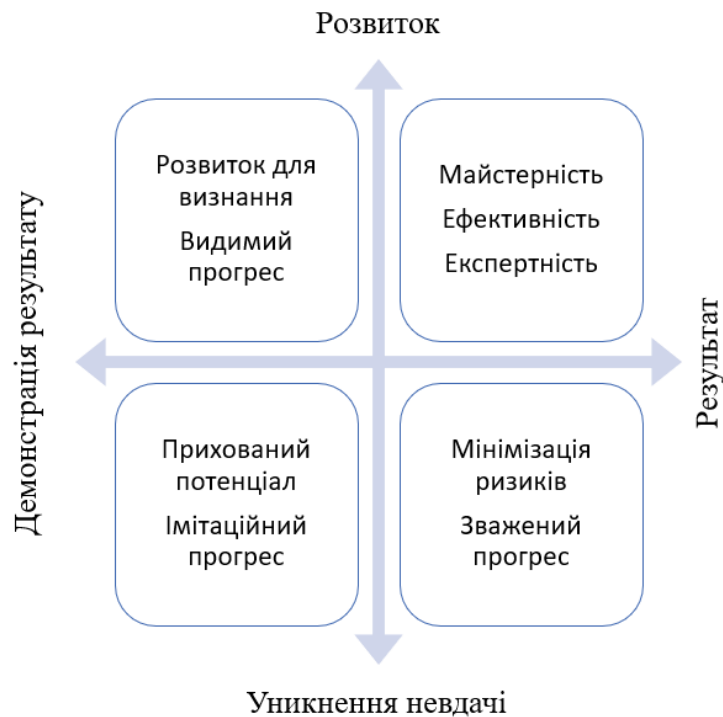 Розвиток
Розвиток для
визнання
Видимий
прогрес
Майстерність
Ефективність
Експертність
Демонстрація результату
Результат
Прихований
потенціал
Імітаційний
прогрес
Мінімізація
ризиків
Зважений
прогрес
Уникнення невдачі